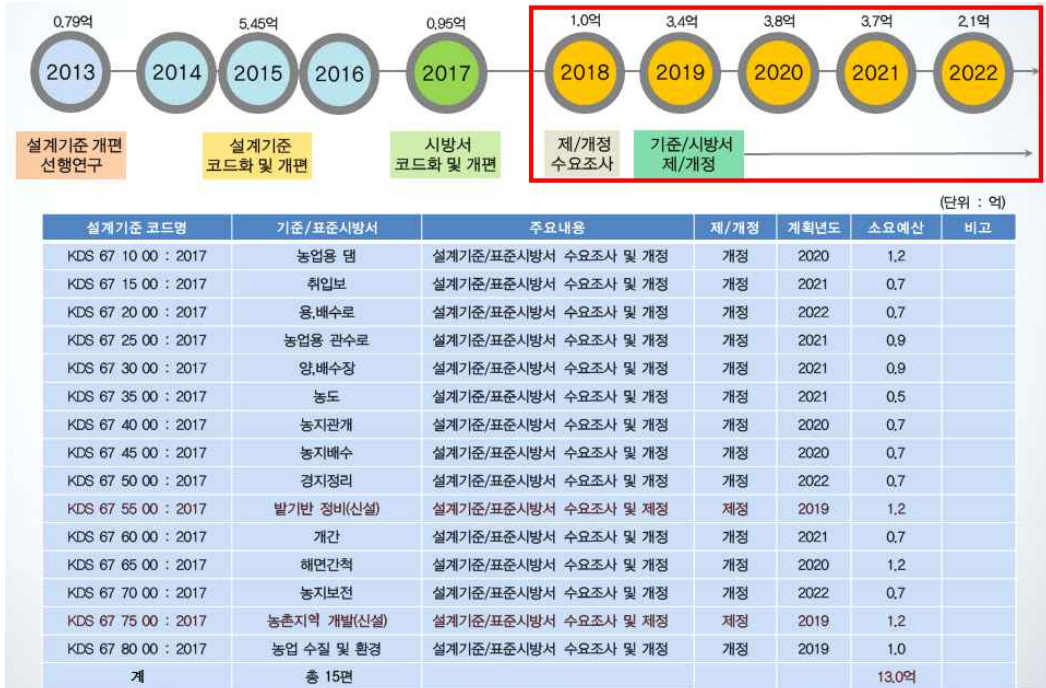 0.79억 5.45억 0.95억 1.0억 3.4억 3.8억 3.7억 2.1억
2013 2014 2015 2016 2017 2018 2019 2020 2021 2022
설계기준 개편
선행연구
설계기준
코드화 및 개편
시방서
코드화 및 개편
제/개정
수요조사
기준/시방서
제/개정
(단위 : 억)
설계기준 코드명 기준/표준시방서 주요내용 제/개정 계획년도 소요예산 비고
KDS 67 10 00 : 2017 농업용 댐 설계기준/표준시방서 수요조사 및 개정 개정 2020 1.2
KDS 67 15 00 : 2017 취입보 설계기준/표준시방서 수요조사 및 개정 개정 2021 0.7
KDS 67 20 00 : 2017 용,배수로 설계기준/표준시방서 수요조사 및 개정 개정 2022 0.7
KDS 67 25 00 : 2017 농업용 관수로 설계기준/표준시방서 수요조사 및 개정 개정 2021 0.9
KDS 67 30 00 : 2017 양,배수장 설계기준/표준시방서 수요조사 및 개정 개정 2021 0.9
KDS 67 35 00 : 2017 농도 설계기준/표준시방서 수요조사 및 개정 개정 2021 0.5
KDS 67 40 00 : 2017 농지관개 설계기준/표준시방서 수요조사 및 개정 개정 2020 0.7
KDS 67 45 00 : 2017 농지배수 설계기준/표준시방서 수요조사 및 개정 개정 2020 0.7
KDS 67 50 00 : 2017 경지정리 설계기준/표준시방서 수요조사 및 개정 개정 2022 0.7
KDS 67 55 00 : 2017 밭기반 정비(신설) 설계기준/표준시방서 수요조사 및 제정 제정 2019 1.2
KDS 67 60 00 : 2017 개간 설계기준/표준시방서 수요조사 및 개정 개정 2021 0.7
KDS 67 65 00 : 2017 해면간척 설계기준/표준시방서 수요조사 및 개정 개정 2020 1.2
KDS 67 70 00 : 2017 농지보전 설계기준/표준시방서 수요조사 및 개정 개정 2022 0.7
KDS 67 75 00 : 2017 농촌지역 개발(신설) 설계기준/표준시방서 수요조사 및 제정 제정 2019 1.2
KDS 67 80 00 : 2017 농업 수질 및 환경 설계기준/표준시방서 수요조사 및 개정 개정 2019 1.0
계 총 15편 13.0억